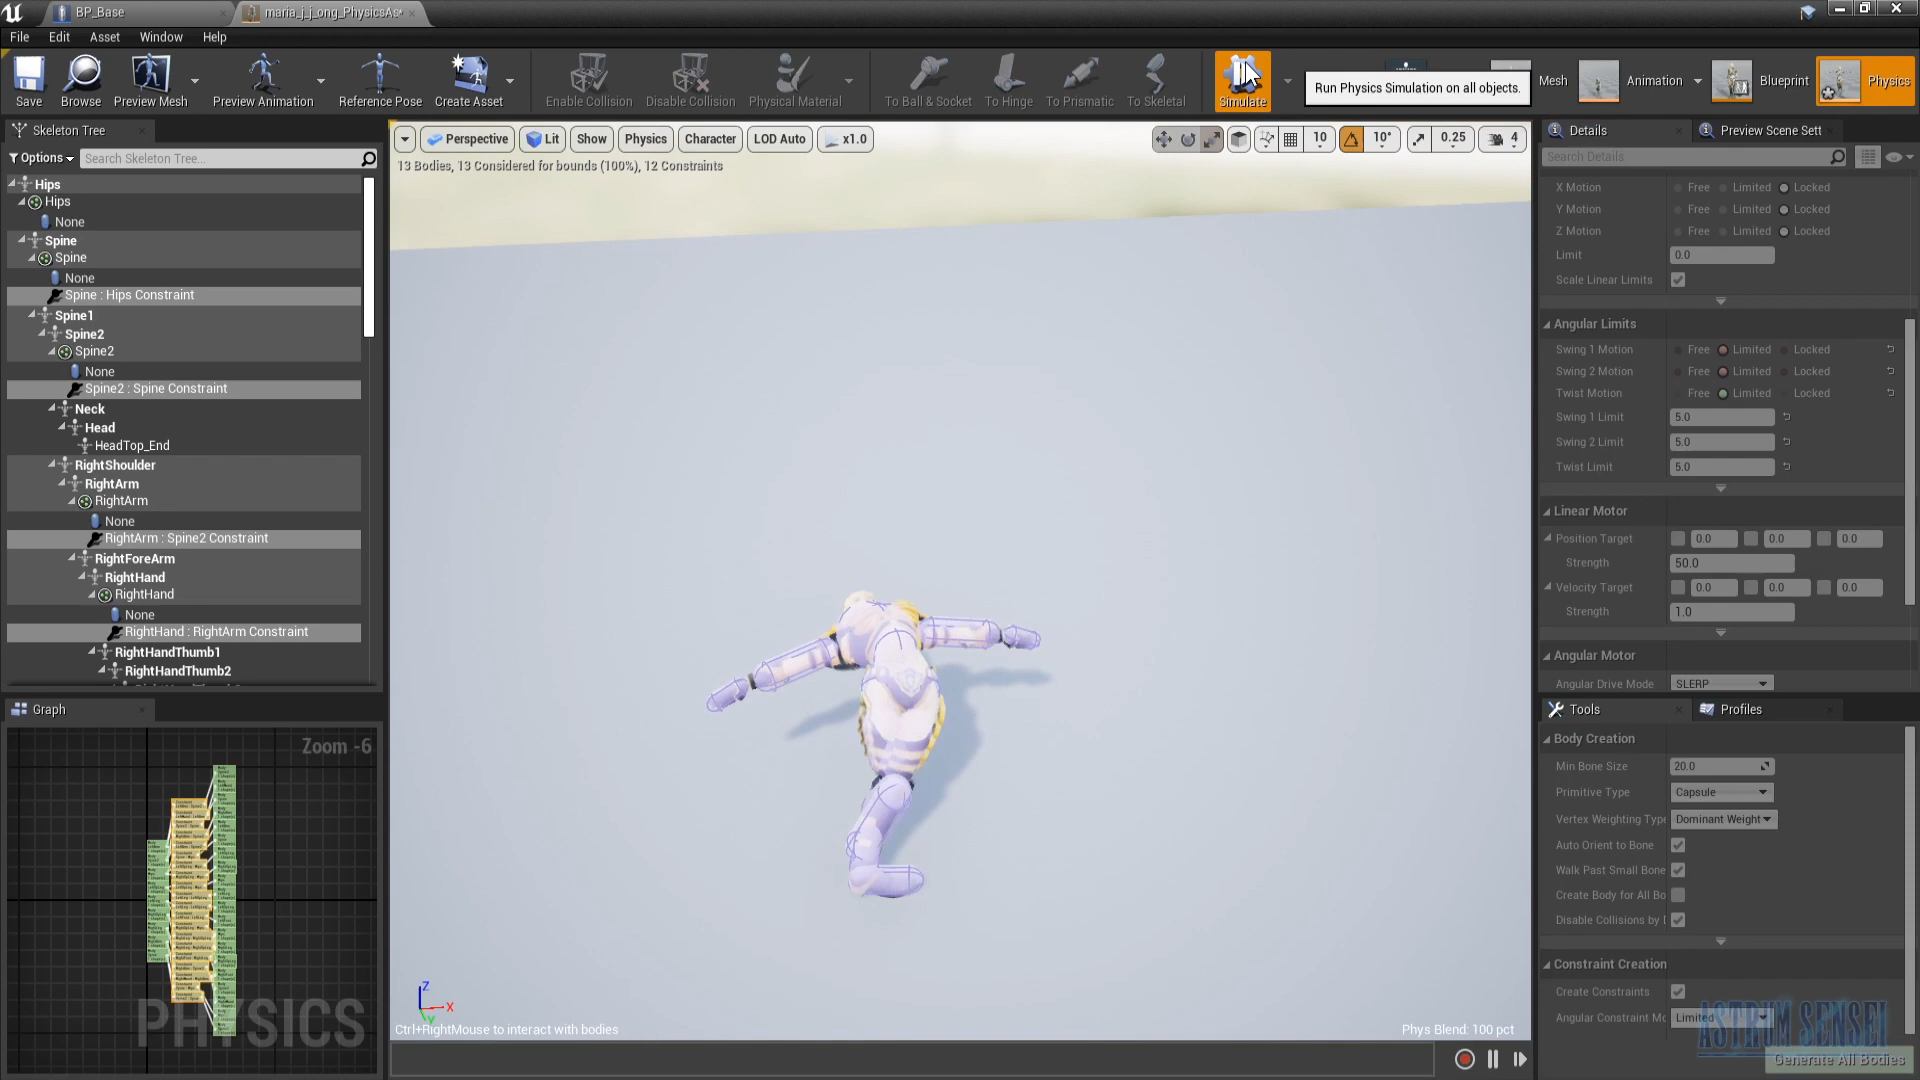 BP_Base
maria_j_j_ong_PhysicsAs
File Edit Asset Window Help
Save
Browse
Preview Mesh
Preview Animation
Reference Pose
Create Asset
Enable Collision
Disable Collision
Physical Material
To Ball & Socket
To Hinge
To Prismatic
To Skeletal
Simulate
Run Physics Simulation on all objects.
Mesh
Animation
Blueprint
Physics
Skeleton Tree
Options
Search Skeleton Tree...
Hips
Hips
None
Spine
Spine
None
Spine : Hips Constraint
Spine1
Spine2
Spine2
None
Spine2 : Spine Constraint
Neck
Head
HeadTop_End
RightShoulder
RightArm
RightArm
None
RightArm : Spine2 Constraint
RightForeArm
RightHand
RightHand
None
RightHand : RightArm Constraint
RightHandThumb1
RightHandThumb2
Graph
Zoom -6
PHYSICS
Perspective
Lit
Show
Physics
Character
LOD Auto
x1.0
10
10°
0.25
4
13 Bodies, 13 Considered for bounds (100%), 12 Constraints
Z
X
Y
Ctrl+RightMouse to interact with bodies
Phys Blend: 100 pct
Details
Preview Scene Sett
Search Details
X Motion Free Limited Locked
Y Motion Free Limited Locked
Z Motion Free Limited Locked
Limit 0.0
Scale Linear Limits
Angular Limits
Swing 1 Motion Free Limited Locked
Swing 2 Motion Free Limited Locked
Twist Motion Free Limited Locked
Swing 1 Limit 5.0
Swing 2 Limit 5.0
Twist Limit 5.0
Linear Motor
Position Target 0.0 0.0 0.0
Strength 50.0
Velocity Target 0.0 0.0 0.0
Strength 1.0
Angular Motor
Angular Drive Mode SLERP
Tools
Profiles
Body Creation
Min Bone Size 20.0
Primitive Type Capsule
Vertex Weighting Type Dominant Weight
Auto Orient to Bone
Walk Past Small Bone
Create Body for All Bo
Disable Collisions by D
Constraint Creation
Create Constraints
Angular Constraint Mo Limited
ASTRUM SENSEI
Generate All Bodies